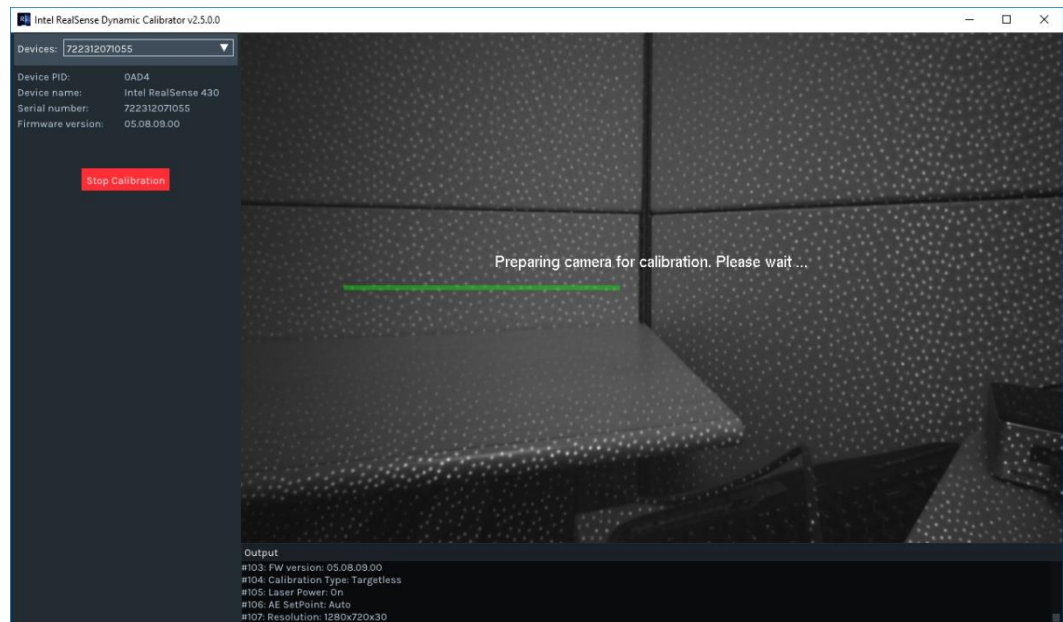 Intel RealSense Dynamic Calibrator v2.5.0.0
Devices: 722312071055
Device PID: 0AD4
Device name: Intel RealSense 430
Serial number: 722312071055
Firmware version: 05.08.09.00
Stop Calibration
Preparing camera for calibration. Please wait ...
Output
#103: FW version: 05.08.09.00
#104: Calibration Type: Targetless
#105: Laser Power: On
#106: AE SetPoint: Auto
#107: Resolution: 1280x720x30